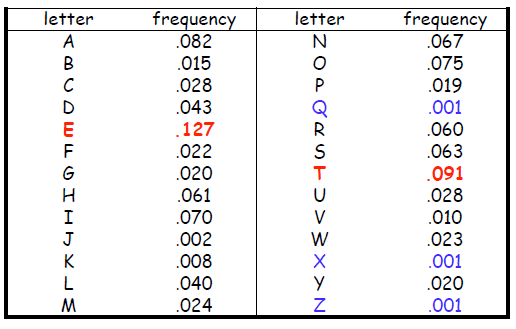 letter frequency letter frequency
A .082 N .067
B .015 O .075
C .028 P .019
D .043 Q .001
E .127 R .060
F .022 S .063
G .020 T .091
H .061 U .028
I .070 V .010
J .002 W .023
K .008 X .001
L .040 y .020
M .024 Z .001